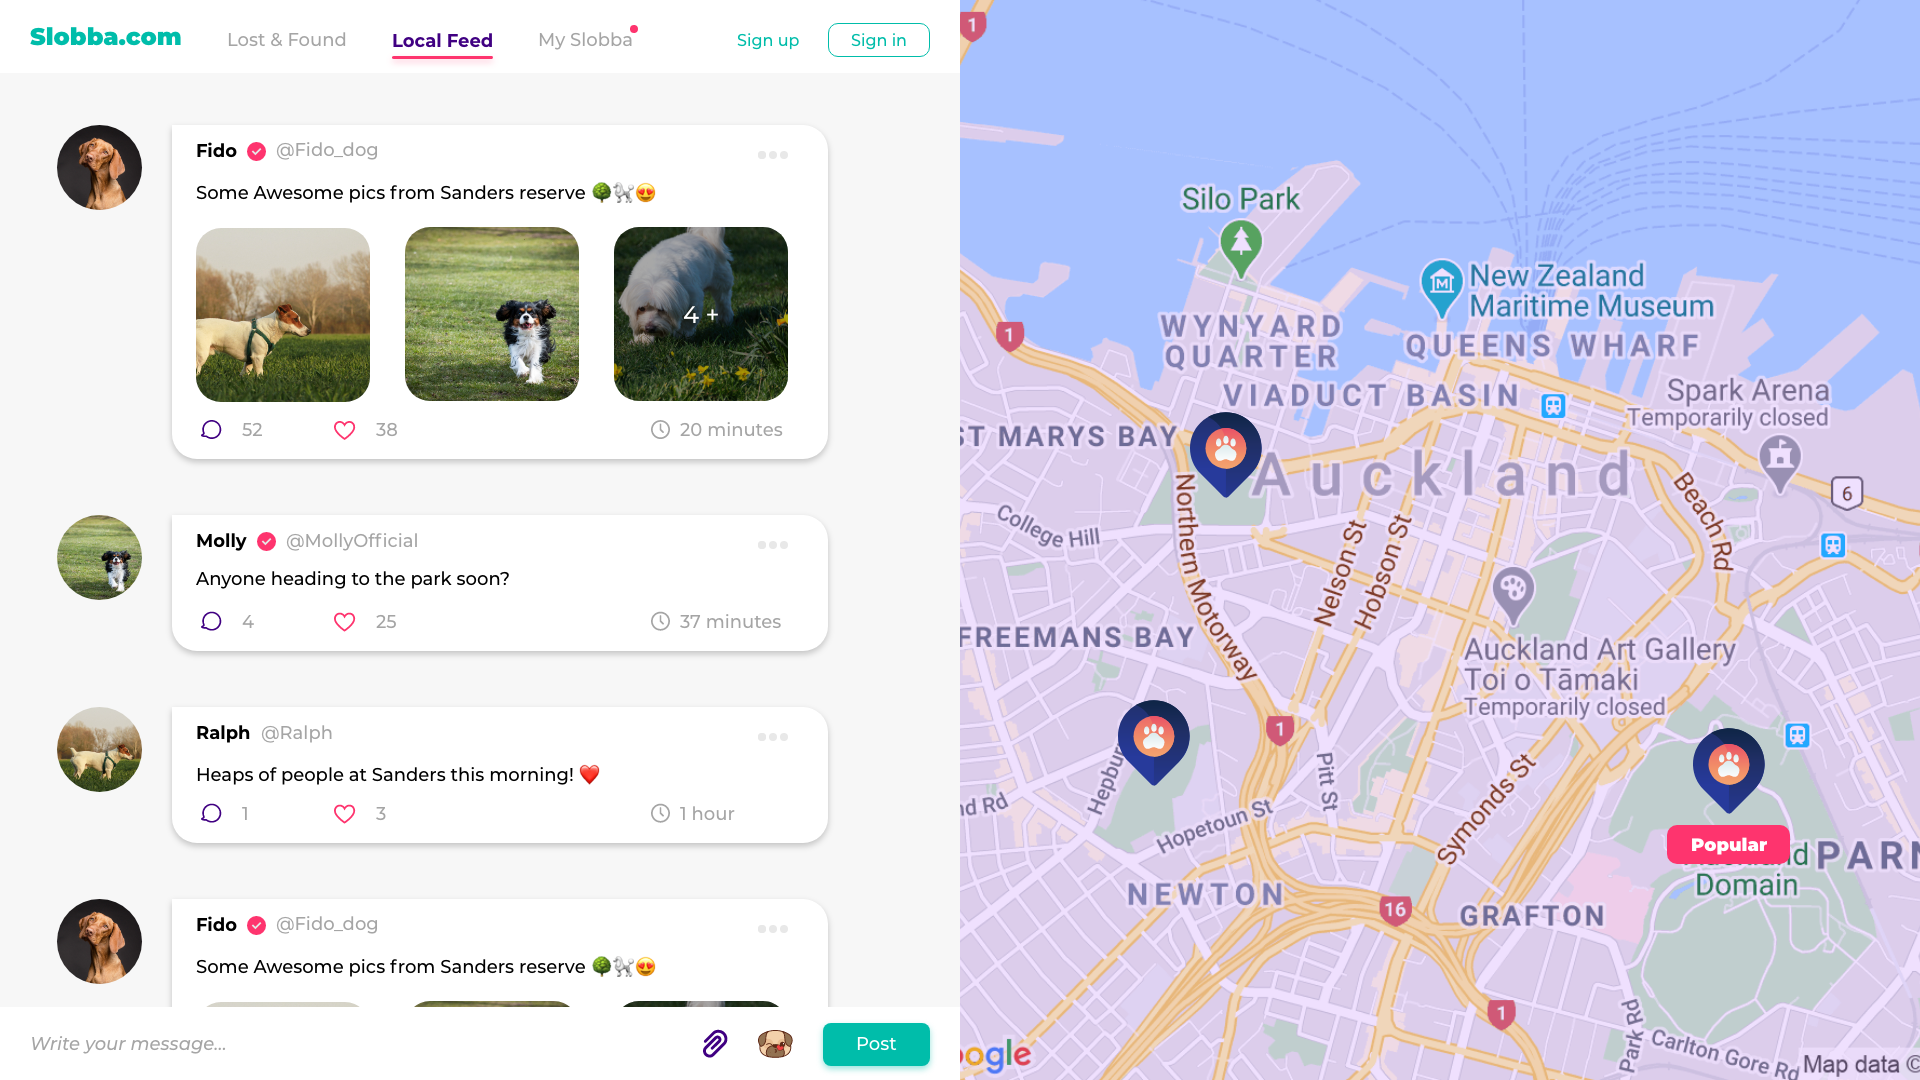 Slobba.com
Lost & Found
Local Feed
My Slobba
Sign up
Sign in
Fido @Fido_dog
Some Awesome pics from Sanders reserve 🌳🐩😍
4 +
52
38
20 minutes
Molly @MollyOfficial
Anyone heading to the park soon?
4
25
37 minutes
Ralph @Ralph
Heaps of people at Sanders this morning! ❤️
1
3
1 hour
Fido @Fido_dog
Some Awesome pics from Sanders reserve 🌳🐩😍
Write your message...
Post
1
Silo Park
New Zealand
Maritime Museum
1
WYNYARD
QUARTER
QUEENS WHARF
VIADUCT BASIN
Spark Arena
Temporarily closed
ST MARYS BAY
Auckland
6
Beach Rd
College Hill
Northern Motorway
Nelson St
Hobson St
FREEMANS BAY
Auckland Art Gallery
Toi o Tāmaki
Temporarily closed
1
Hepbur
Pitt St
nd Rd
Hopetoun St
Symonds St
Popular
d
PARN
Domain
NEWTON
16
GRAFTON
1
Park Rd
Carlton Gore Rd
ogle
Map data ©